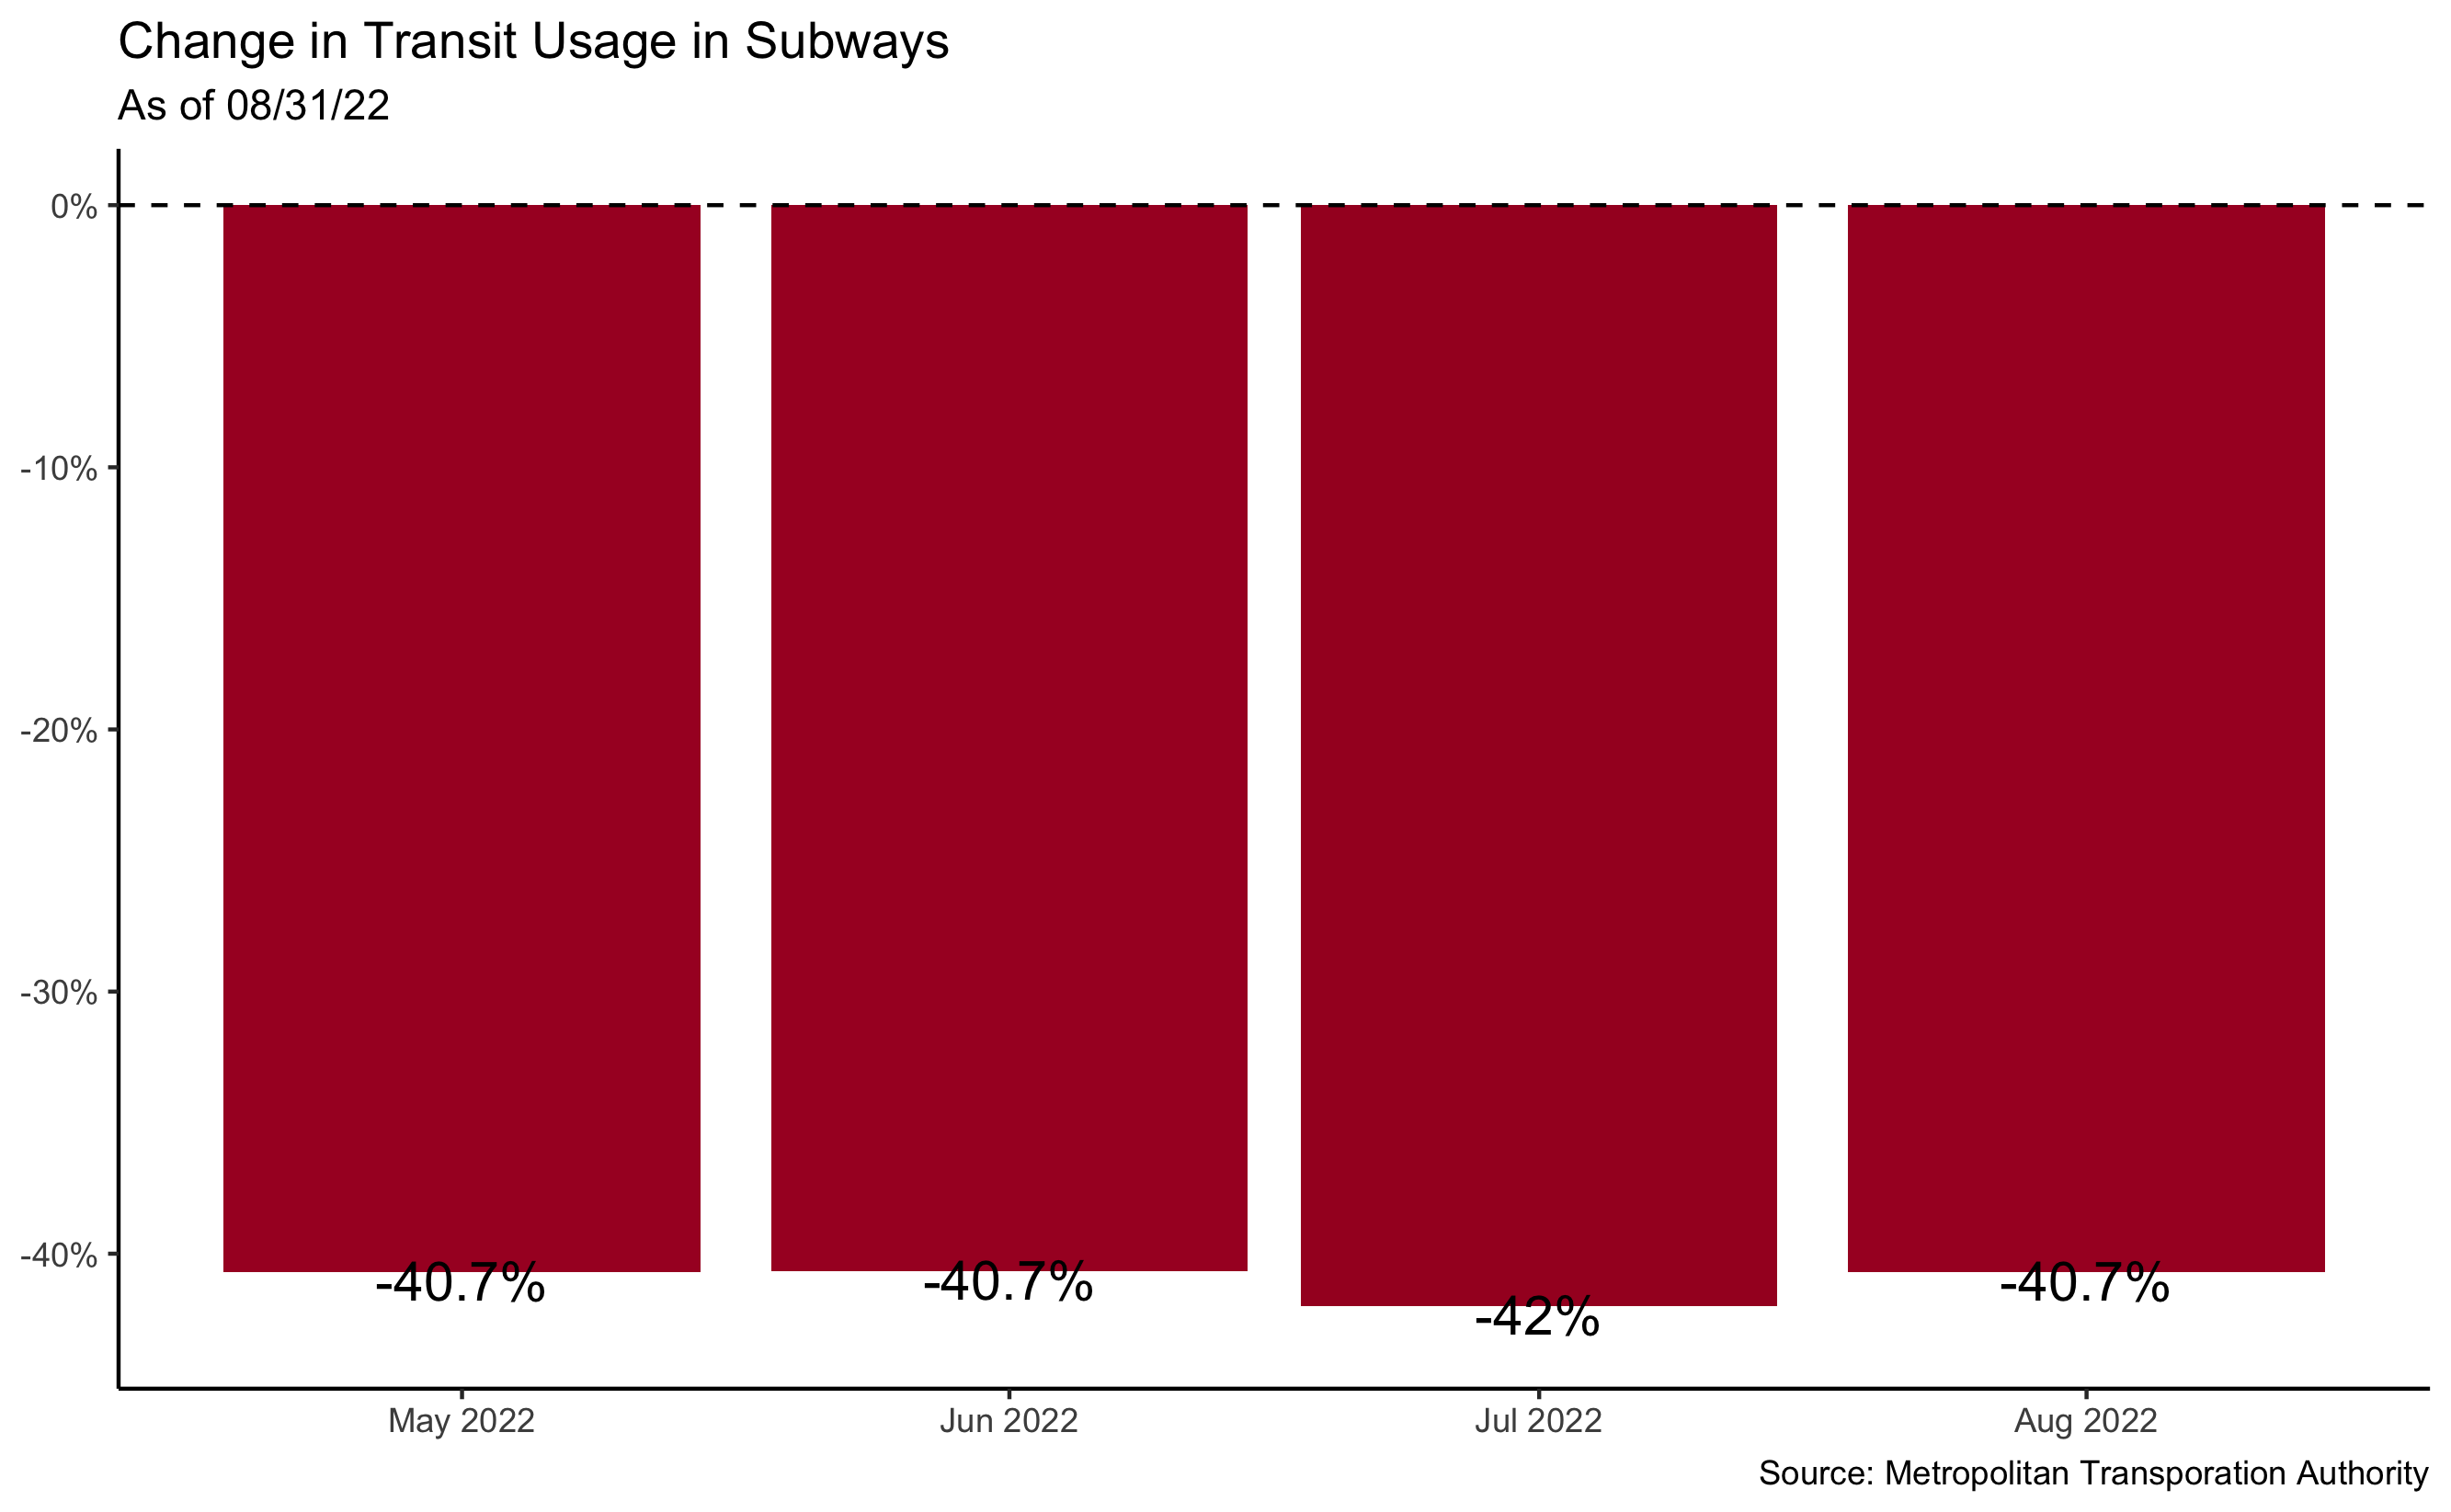 Change in Transit Usage in Subways
As of 08/31/22
0%
-10%
-20%
-30%
-40%
-40.7%
-40.7%
-42%
-40.7%
May 2022
Jun 2022
Jul 2022
Aug 2022
Source: Metropolitan Transporation Authority